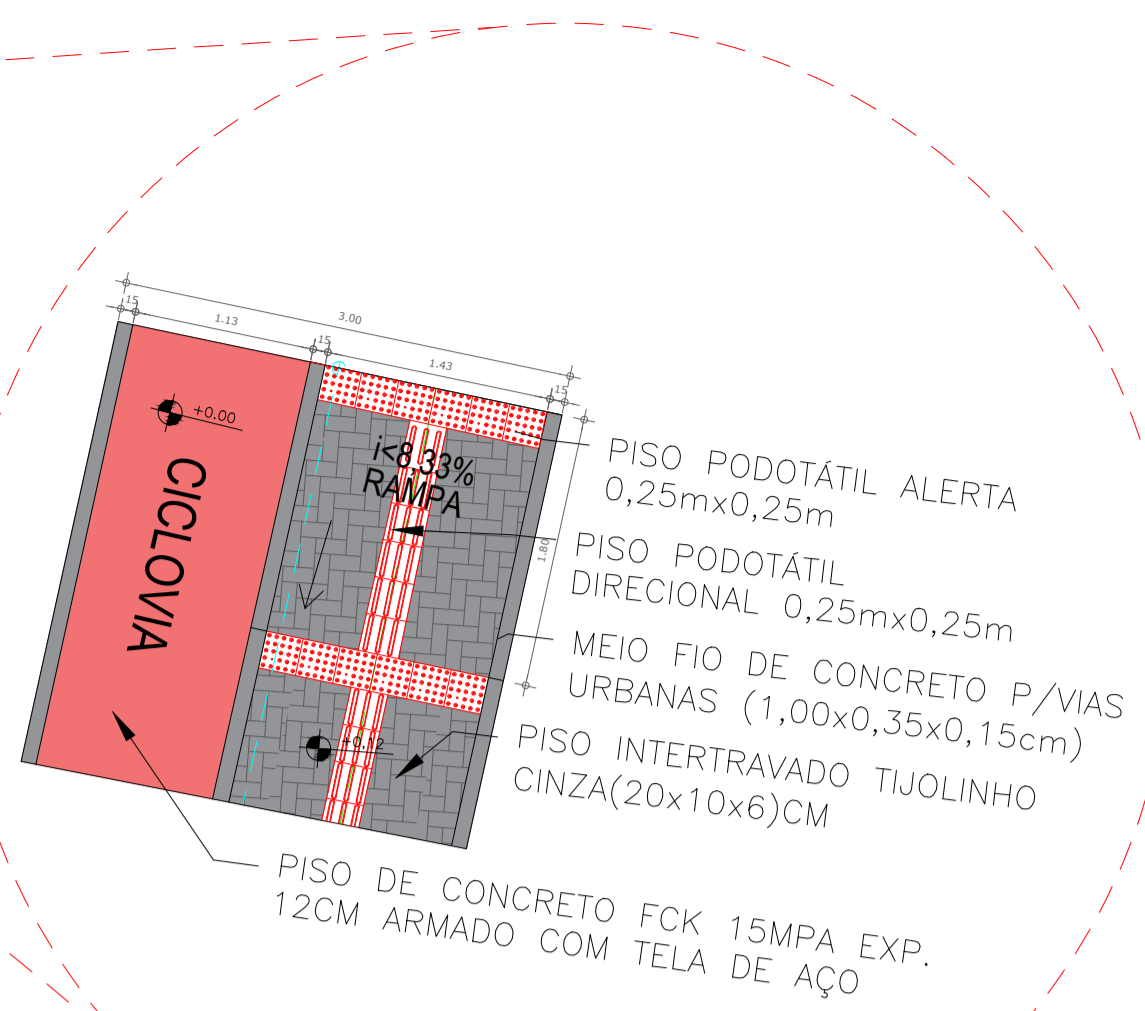 15
3.00
1.13
15
1.43
15
+0.00
CICLOVIA
i<8,33%
RAMPA
1.80
+0,12
PISO PODOTÁTIL ALERTA
0,25mx0,25m
PISO PODOTÁTIL
DIRECIONAL 0,25mx0,25m
MEIO FIO DE CONCRETO P/VIAS
URBANAS (1,00x0,35x0,15cm)
PISO INTERTRAVADO TIJOLINHO
CINZA(20x10x6)CM
PISO DE CONCRETO FCK 15MPA EXP.
12CM ARMADO COM TELA DE AÇO